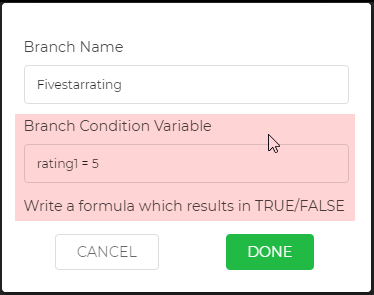 Branch Name
Fivestarrating
Branch Condition Variable
rating1 = 5
Write a formula which results in TRUE/FALSE
CANCEL
DONE